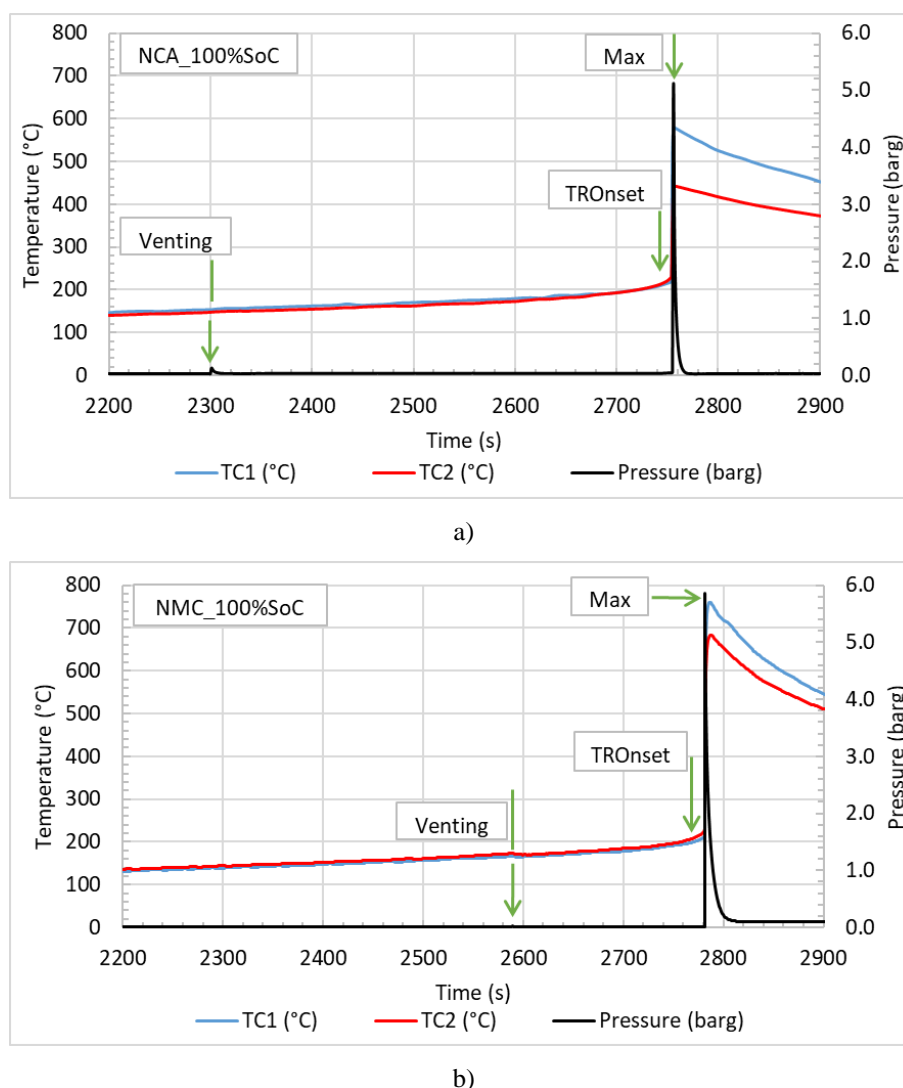 NCA_100%SoC
Max
TROnset
Venting
Temperature (°C)
800
700
600
500
400
300
200
100
0
Pressure (barg)
6.0
5.0
4.0
3.0
2.0
1.0
0.0
2200 2300 2400 2500 2600 2700 2800 2900
Time (s)
TC1 (°C) TC2 (°C) Pressure (barg)
a)
NMC_100%SoC
Max
TROnset
Venting
Temperature (°C)
800
700
600
500
400
300
200
100
0
Pressure (barg)
6.0
5.0
4.0
3.0
2.0
1.0
0.0
2200 2300 2400 2500 2600 2700 2800 2900
Time (s)
TC1 (°C) TC2 (°C) Pressure (barg)
b)